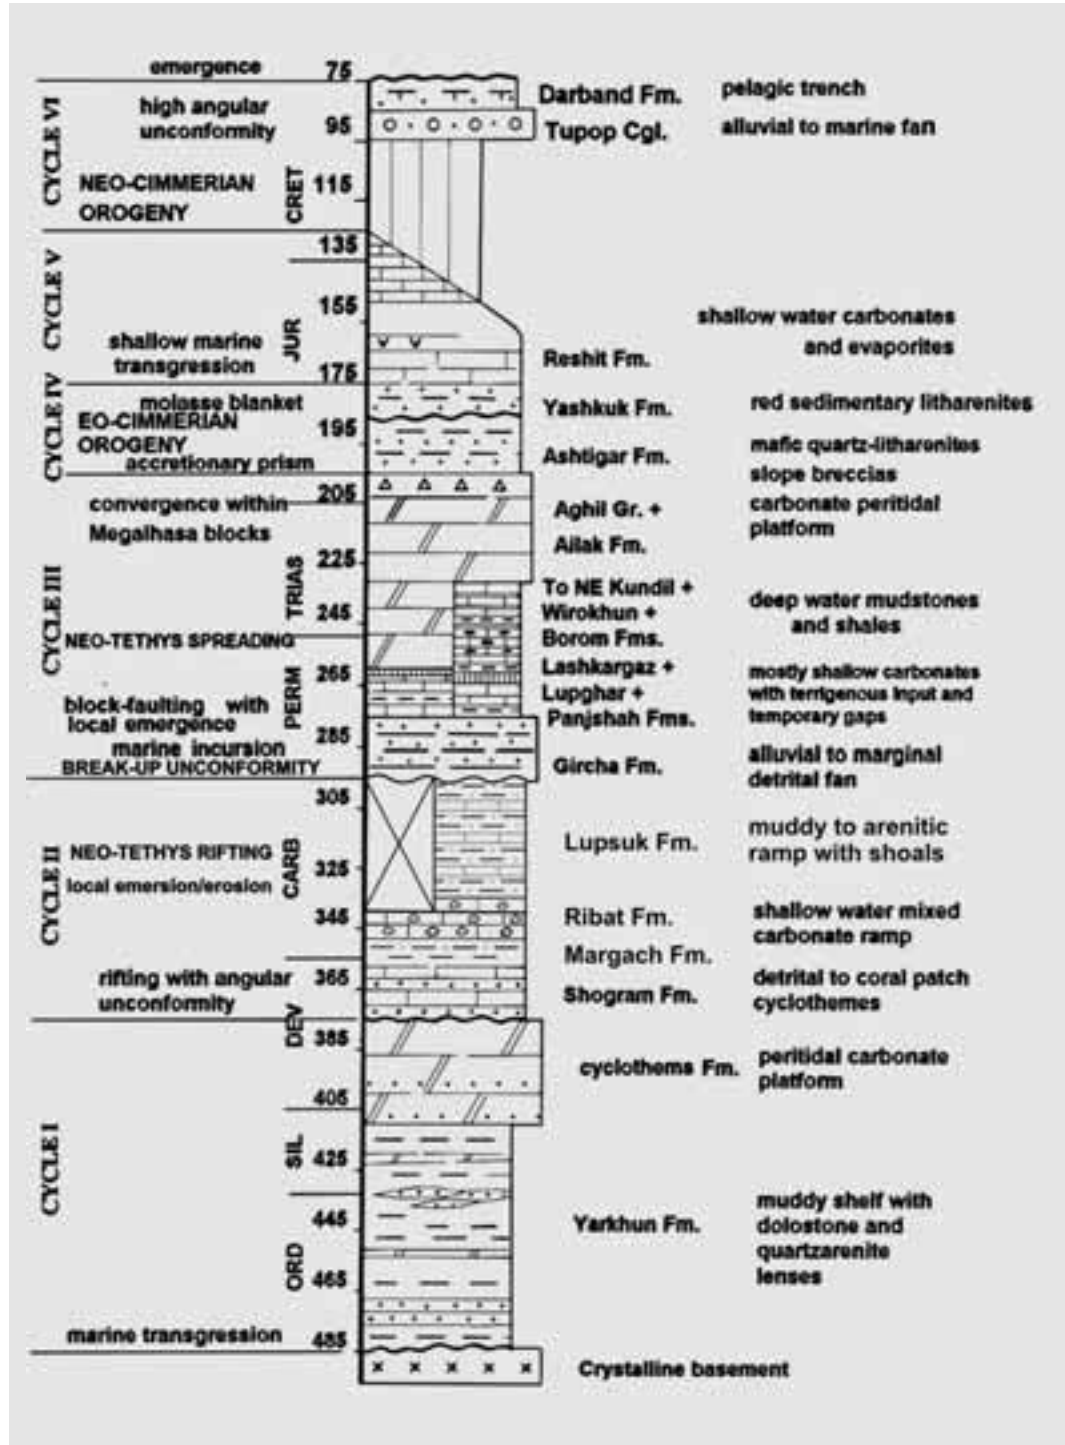 emergence 75
Darband Fm. pelagic trench
high angular
unconformity 95 Tupop Cgl. alluvial to marine fan
CYCLE VI
NEO-CIMMERIAN 115
OROGENY
CRET
135
CYCLE V
155
shallow water carbonates
and evaporites
JUR
shallow marine
transgression 175
Reshit Fm.
CYCLE IV
molasse blanket Yashkuk Fm. red sedimentary litharenites
EO-CIMMERIAN
OROGENY 195
accretionary prism Ashtigar Fm. mafic quartz-litharenites
slope breccias
205
convergence within Aghil Gr. + carbonate peritidal
platform
Megalhasa blocks Ailak Fm.
225
TRIAS
CYCLE III
To NE Kundil +
245 Wirokhun + deep water mudstones
and shales
NEO-TETHYS SPREADING Borom Fms.
265 Lashkargaz + mostly shallow carbonates
PERM
block-faulting with Lupghar + with terrigenous input and
local emergence Panjshah Fms. temporary gaps
marine incursion 285
BREAK-UP UNCONFORMITY Gircha Fm. alluvial to marginal
detrital fan
305
CYCLE II
CARB
NEO-TETHYS RIFTING Lupsuk Fm. muddy to arenitic
ramp with shoals
local emersion/erosion 325
345 Ribat Fm. shallow water mixed
carbonate ramp
Margach Fm.
rifting with angular 365 detrital to coral patch
unconformity Shogram Fm. cyclothemes
DEV
385
cyclothems Fm. peritidal carbonate
platform
405
CYCLE I
SIL
425
445 Yarkhun Fm. muddy shelf with
dolostone and
quartzarenite
lenses
ORD
465
marine transgression 485
Crystalline basement